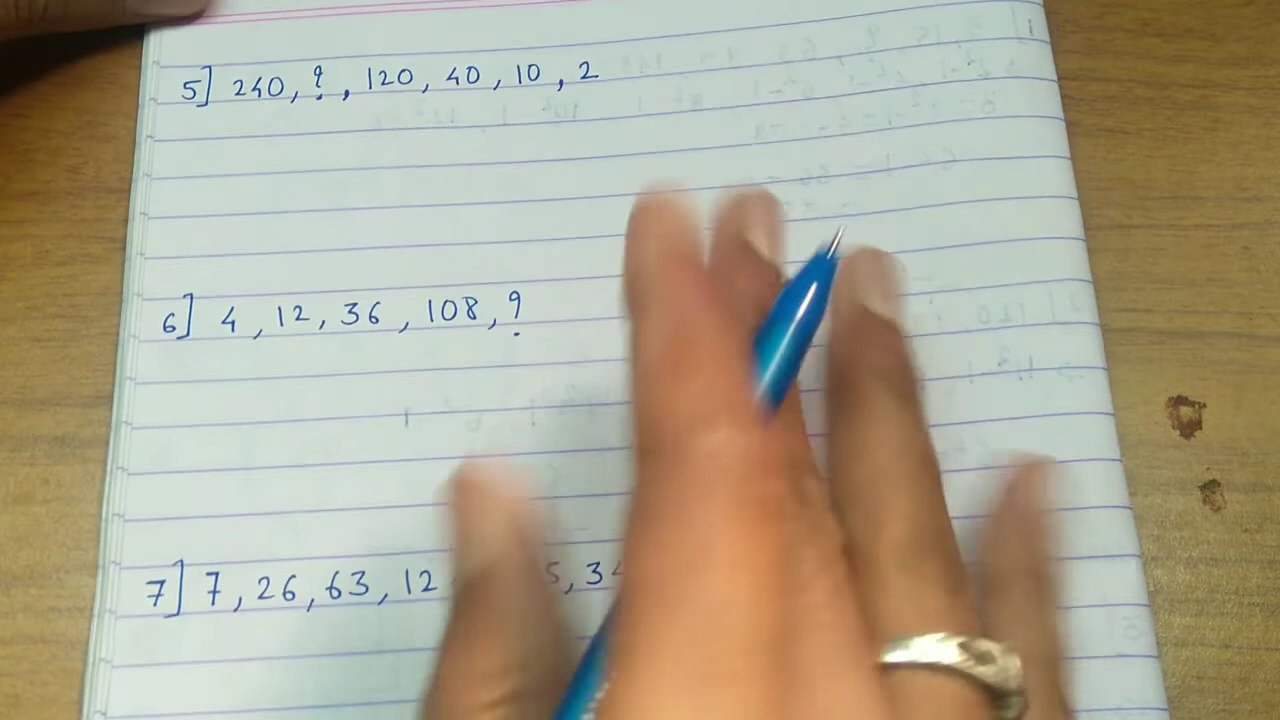 5] 240, ?, 120, 40, 10, 2
6] 4, 12, 36, 108, ?
7] 7, 26, 63, 12